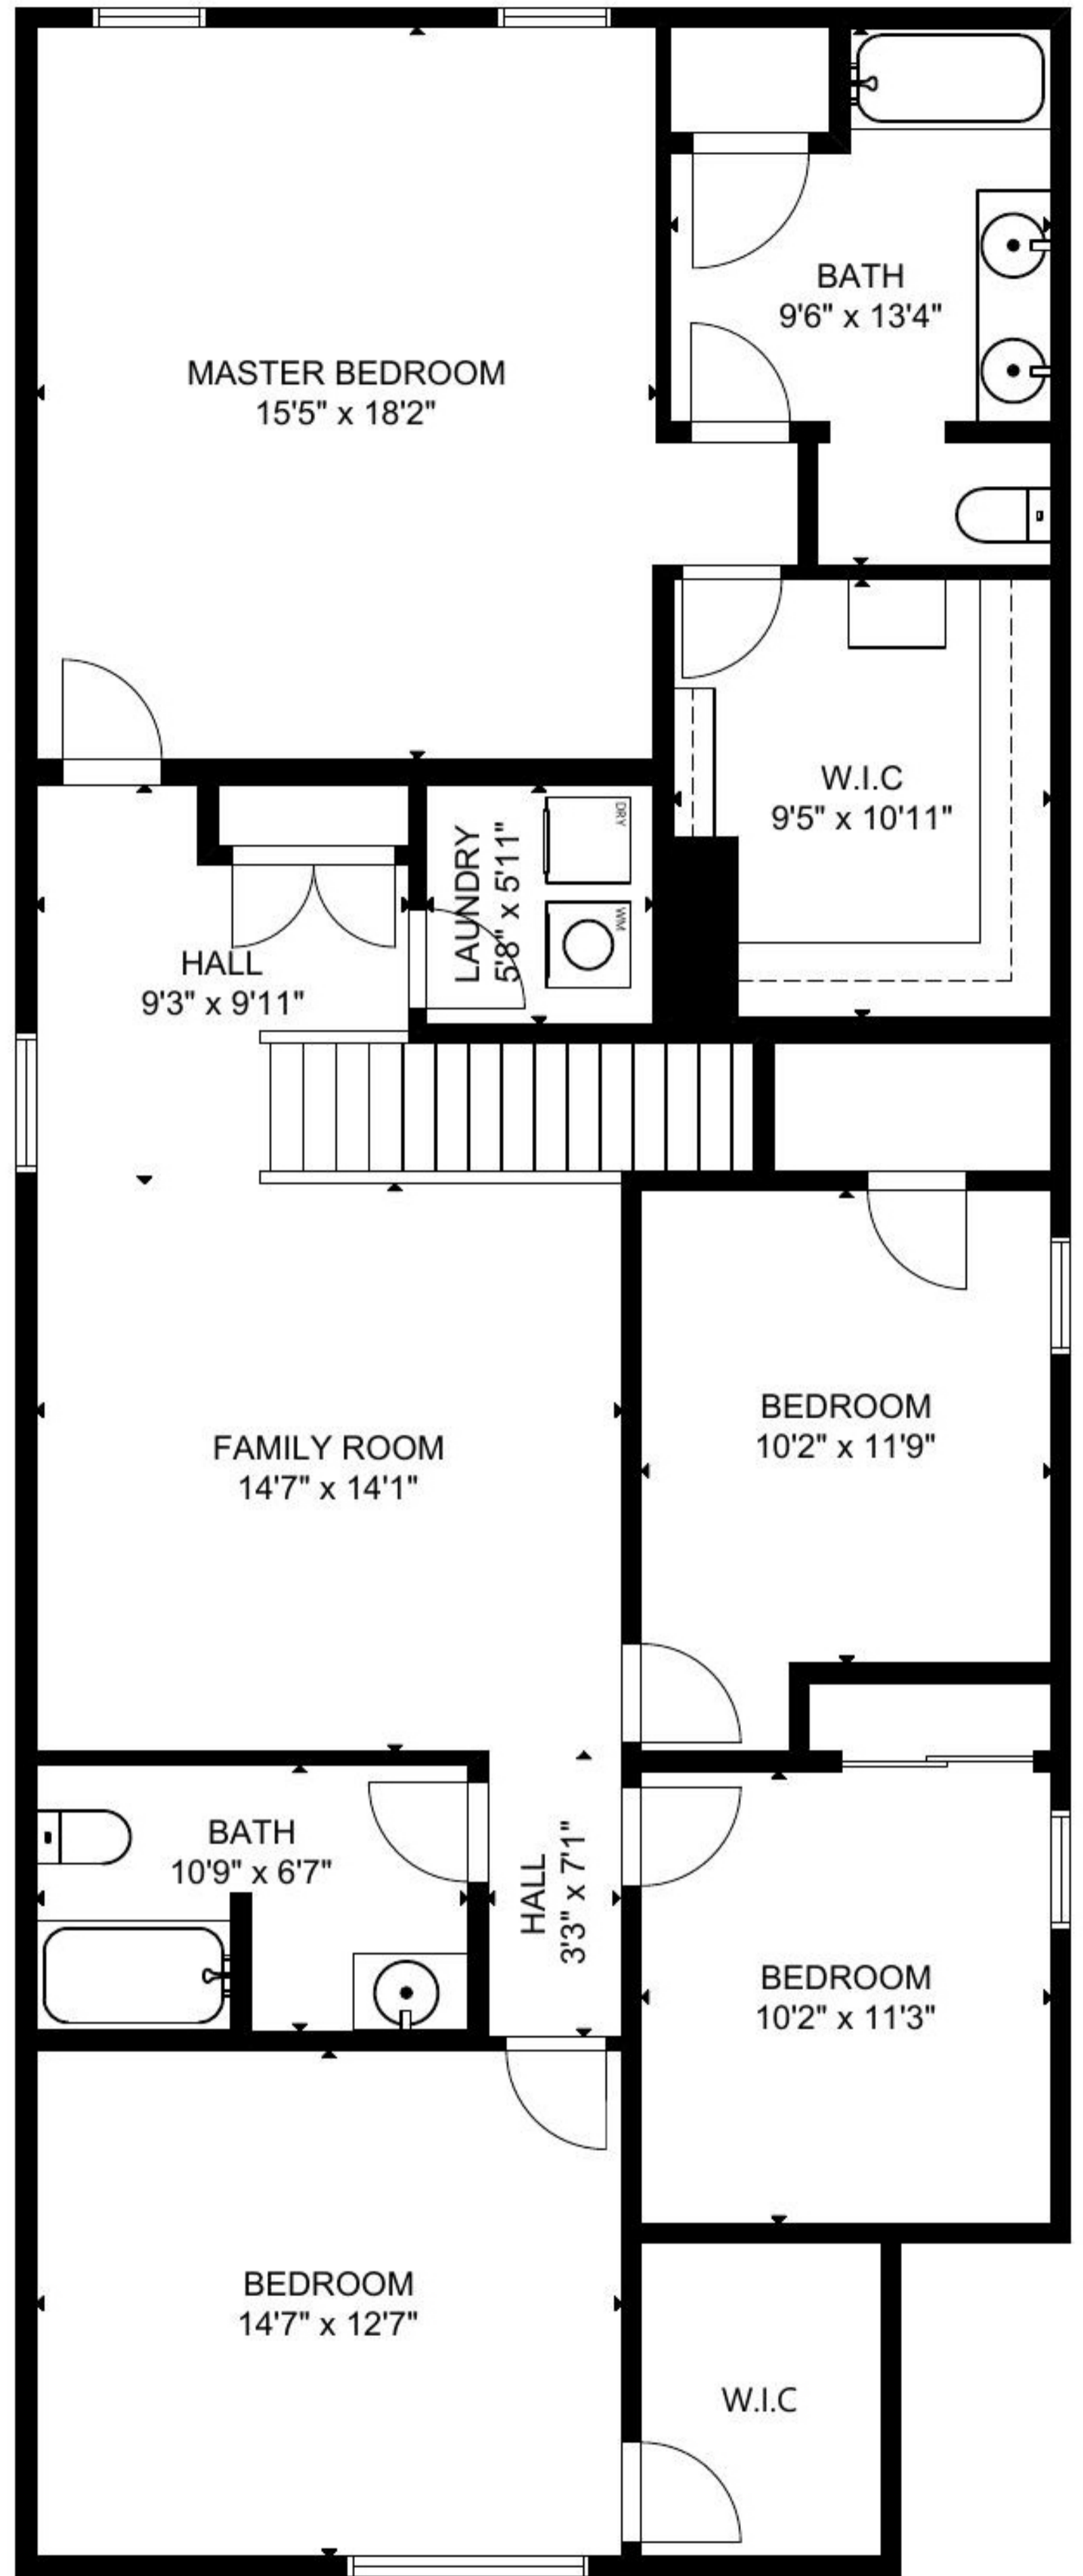 BATH
9'6" x 13'4"
MASTER BEDROOM
15'5" x 18'2"
W.I.C
9'5" x 10'11"
LAUNDRY
5'8" x 5'11"
DRY
WM
HALL
9'3" x 9'11"
BEDROOM
10'2" x 11'9"
FAMILY ROOM
14'7" x 14'1"
BATH
10'9" x 6'7"
HALL
3'3" x 7'1"
BEDROOM
10'2" x 11'3"
BEDROOM
14'7" x 12'7"
W.I.C